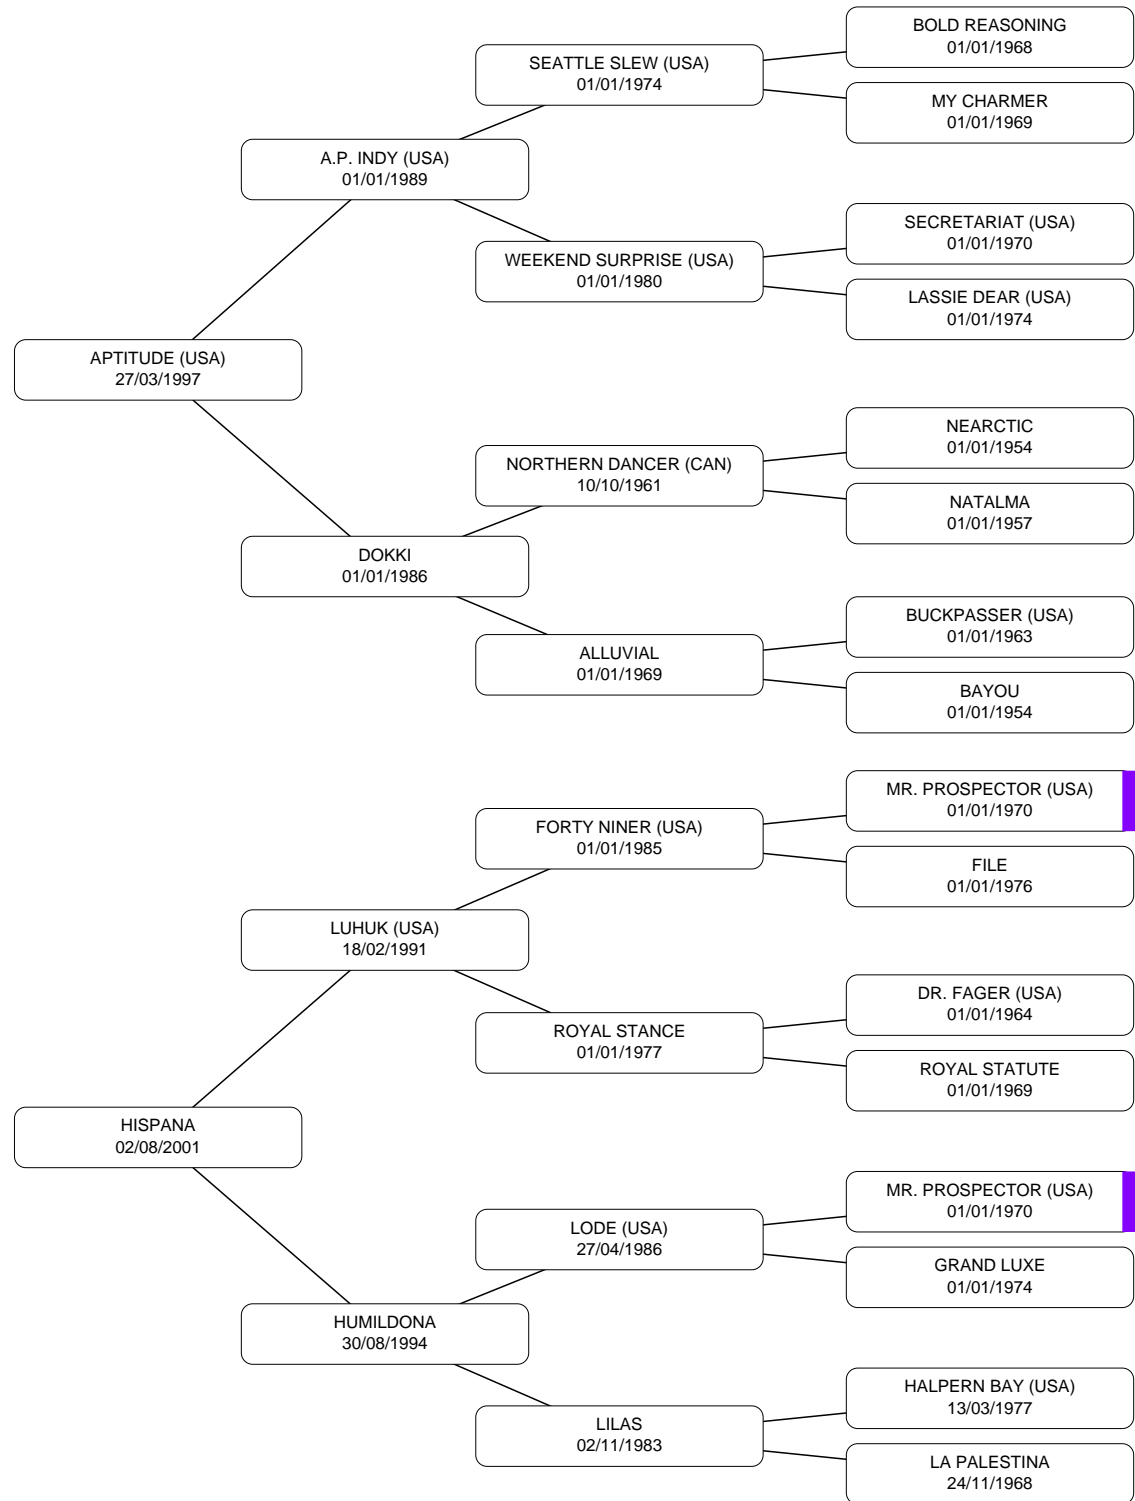 BOLD REASONING
01/01/1968
SEATTLE SLEW (USA)
01/01/1974
MY CHARMER
01/01/1969
A.P. INDY (USA)
01/01/1989
SECRETARIAT (USA)
01/01/1970
WEEKEND SURPRISE (USA)
01/01/1980
LASSIE DEAR (USA)
01/01/1974
APTITUDE (USA)
27/03/1997
NEARCTIC
01/01/1954
NORTHERN DANCER (CAN)
10/10/1961
NATALMA
01/01/1957
DOKKI
01/01/1986
BUCKPASSER (USA)
01/01/1963
ALLUVIAL
01/01/1969
BAYOU
01/01/1954
MR. PROSPECTOR (USA)
01/01/1970
FORTY NINER (USA)
01/01/1985
FILE
01/01/1976
LUHUK (USA)
18/02/1991
DR. FAGER (USA)
01/01/1964
ROYAL STANCE
01/01/1977
ROYAL STATUTE
01/01/1969
HISPANA
02/08/2001
MR. PROSPECTOR (USA)
01/01/1970
LODE (USA)
27/04/1986
GRAND LUXE
01/01/1974
HUMILDONA
30/08/1994
HALPERN BAY (USA)
13/03/1977
LILAS
02/11/1983
LA PALESTINA
24/11/1968